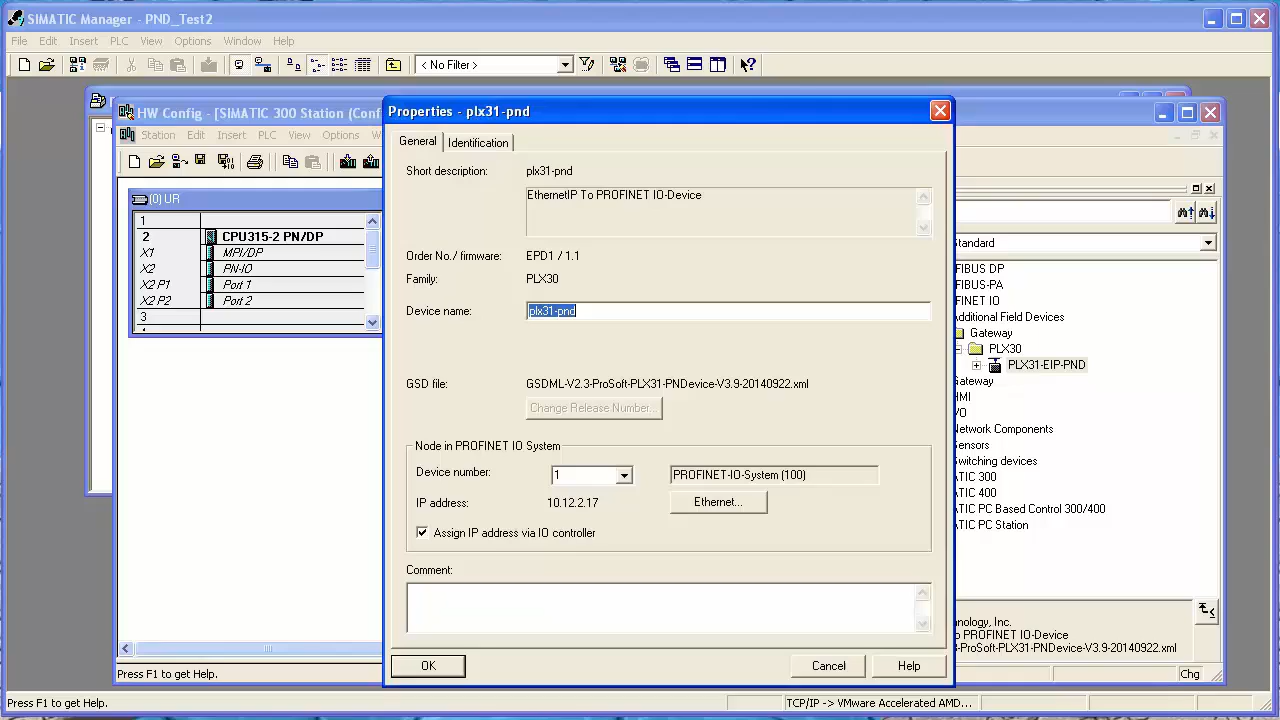 SIMATIC Manager - PND_Test2
File Edit Insert PLC View Options Window Help
< No Filter >
HW Config - [SIMATIC 300 Station (Conf
Station Edit Insert PLC View Options W
(0) UR
1
2 CPU315-2 PN/DP
X1 MPI/DP
X2 PN-IO
X2 P1 Port 1
X2 P2 Port 2
3
Press F1 to get Help.
Properties - plx31-pnd
General Identification
Short description: plx31-pnd
EthernetIP To PROFINET IO-Device
Order No./ firmware: EPD1 / 1.1
Family: PLX30
Device name: plx31-pnd
GSD file: GSDML-V2.3-ProSoft-PLX31-PNDevice-V3.9-20140922.xml
Change Release Number...
Node in PROFINET IO System
Device number: 1 PROFINET-IO-System (100)
IP address: 10.12.2.17 Ethernet...
Assign IP address via IO controller
Comment:
OK Cancel Help
tandard
FIBUS DP
FIBUS-PA
FINET IO
dditional Field Devices
Gateway
PLX30
PLX31-EIP-PND
ateway
HMI
/O
etwork Components
ensors
witching devices
ATIC 300
ATIC 400
ATIC PC Based Control 300/400
ATIC PC Station
nology, Inc.
o PROFINET IO-Device
-ProSoft-PLX31-PNDevice-V3.9-20140922.xml
Chg
Press F1 to get Help.
TCP/IP -> VMware Accelerated AMD...